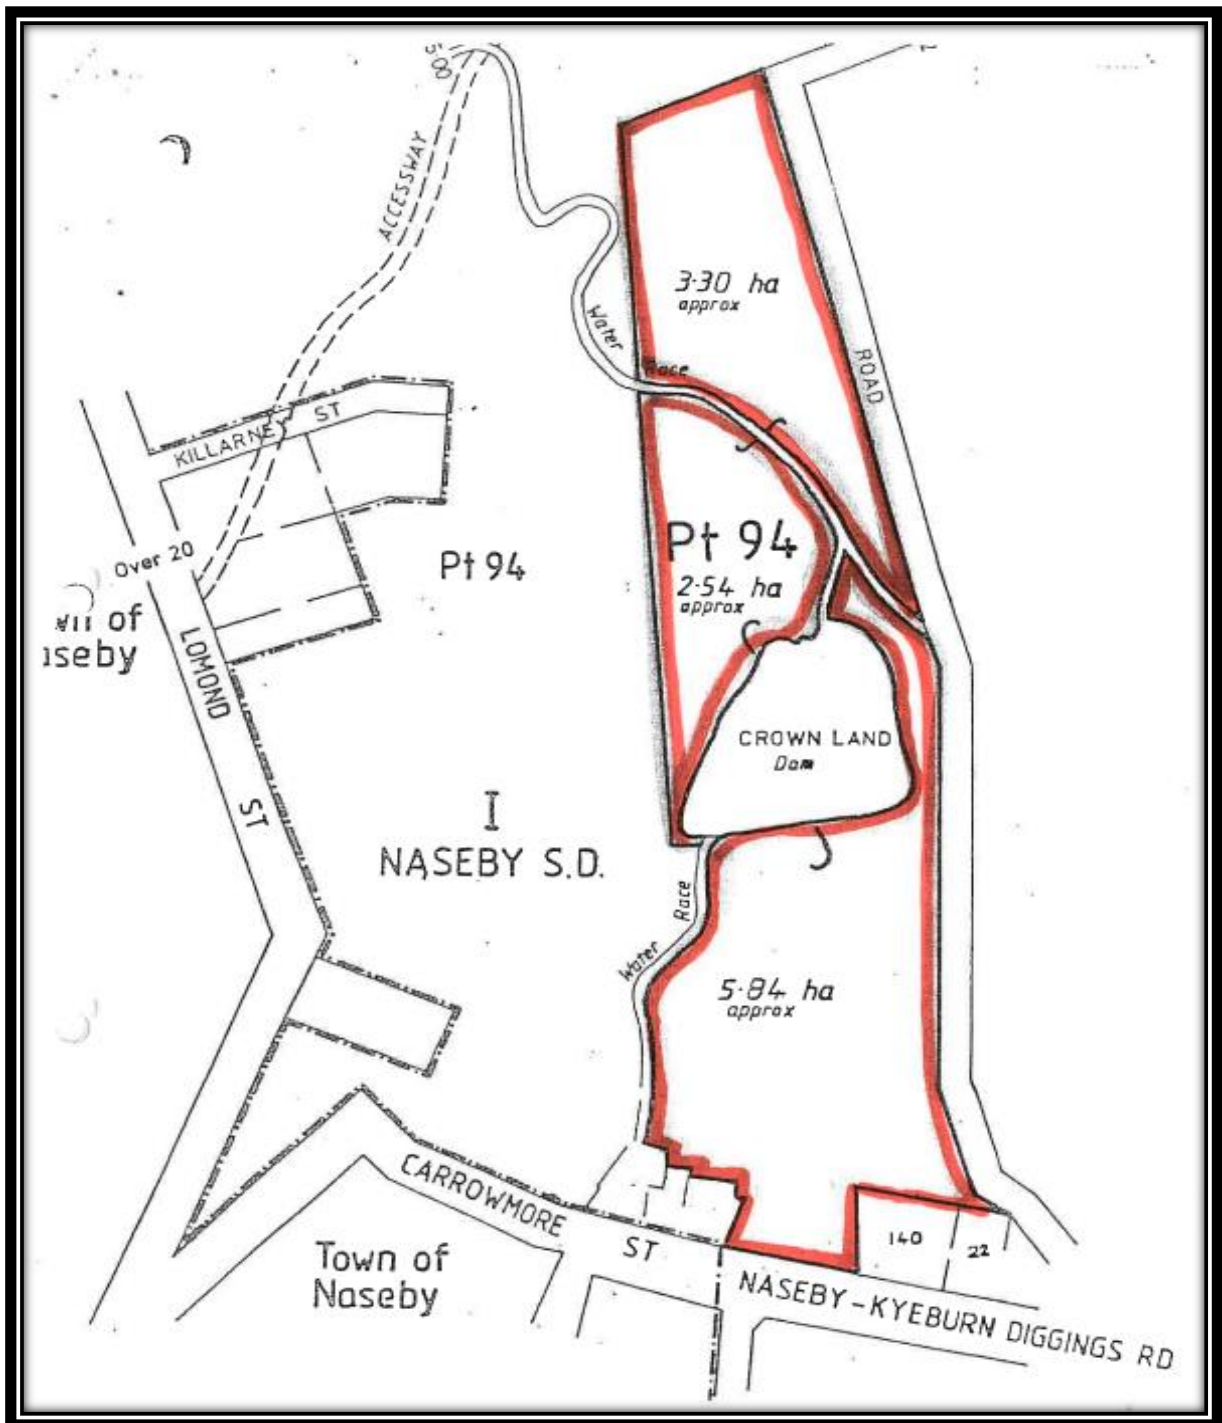 500
ACCESSWAY
3·30 ha
approx
Water
Race
ROAD
KILLARNEY
ST
Pt 94
2·54 ha
approx
Over 20
Pt 94
of
LOMOND
ST
CROWN LAND
Dam
I
NASEBY S.D.
Race
Water
5·84 ha
approx
CARROWMORE
ST
140
22
Town of
Naseby
NASEBY-KYEBURN DIGGINGS RD